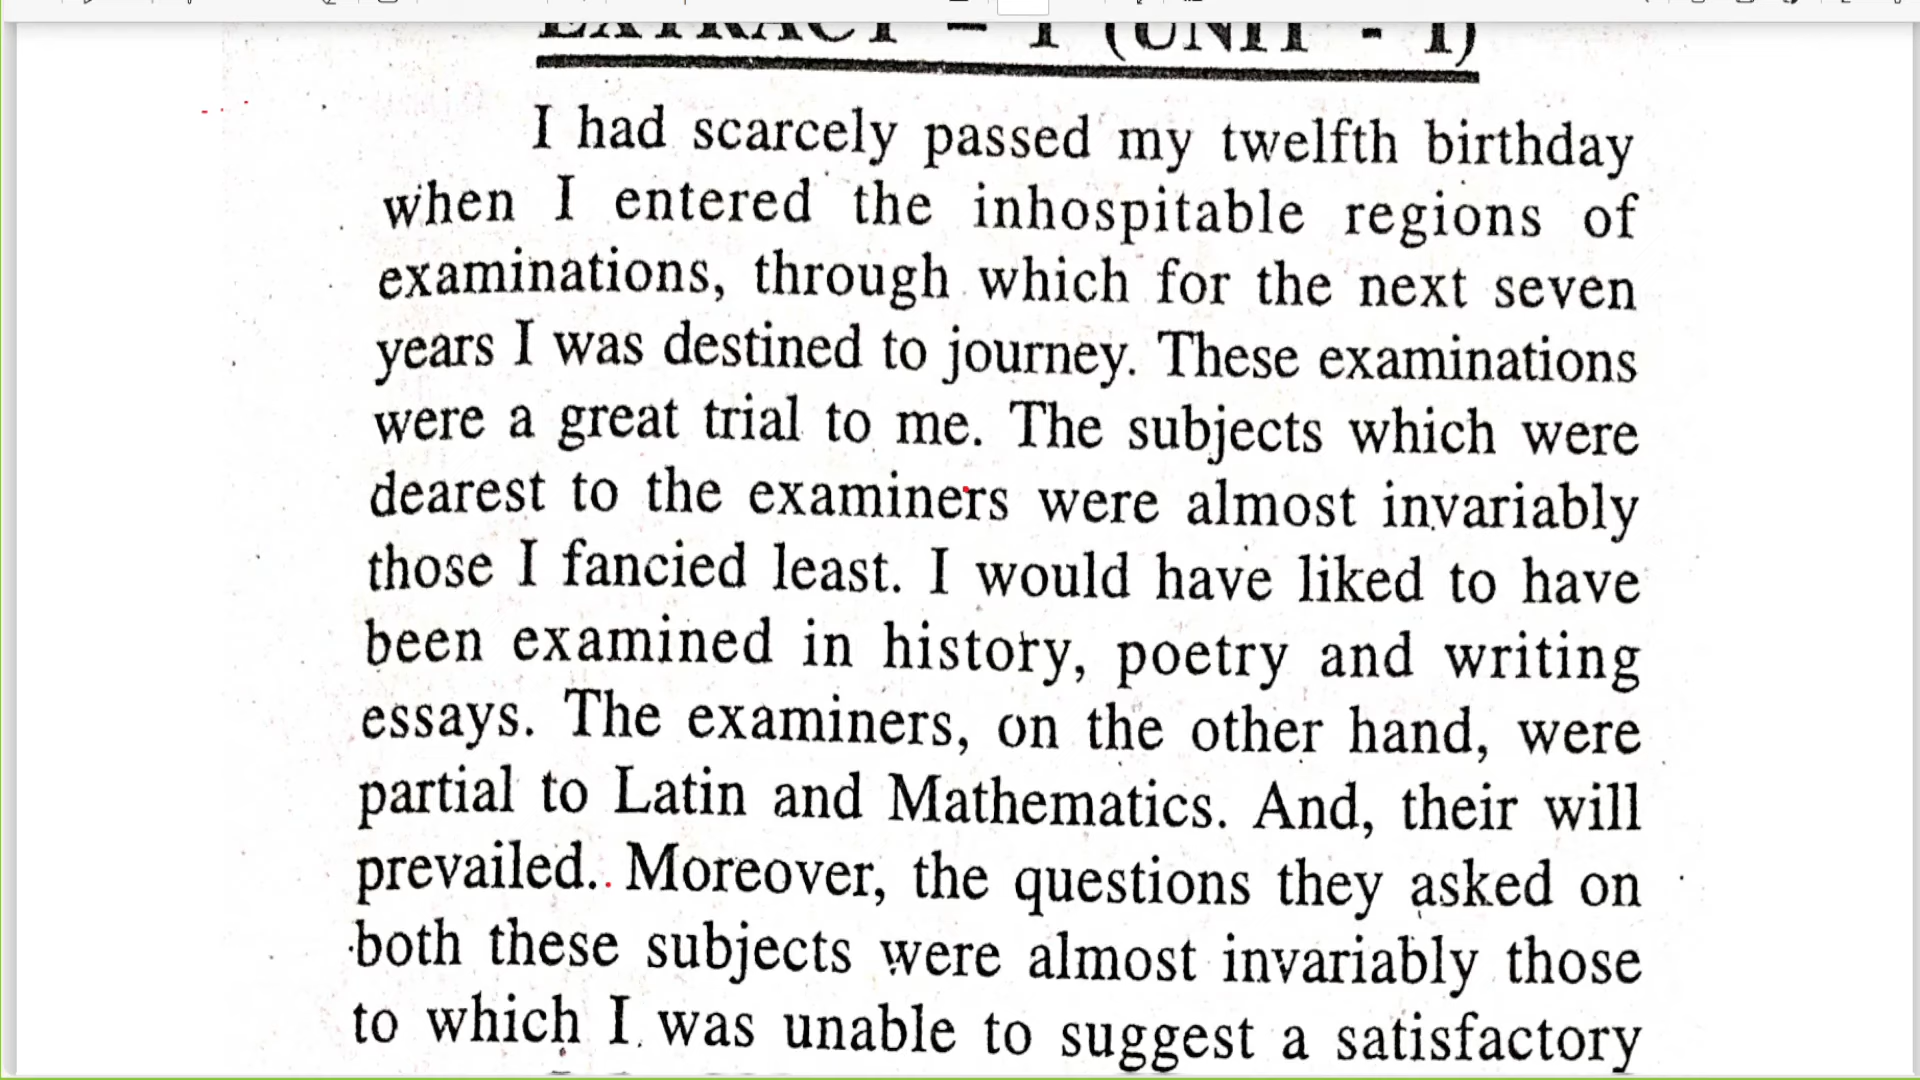 EXTRACT – I (UNIT - I)
I had scarcely passed my twelfth birthday
when I entered the inhospitable regions of
examinations, through which for the next seven
years I was destined to journey. These examinations
were a great trial to me. The subjects which were
dearest to the examiners were almost invariably
those I fancied least. I would have liked to have
been examined in history, poetry and writing
essays. The examiners, on the other hand, were
partial to Latin and Mathematics. And, their will
prevailed. Moreover, the questions they asked on
both these subjects were almost invariably those
to which I was unable to suggest a satisfactory